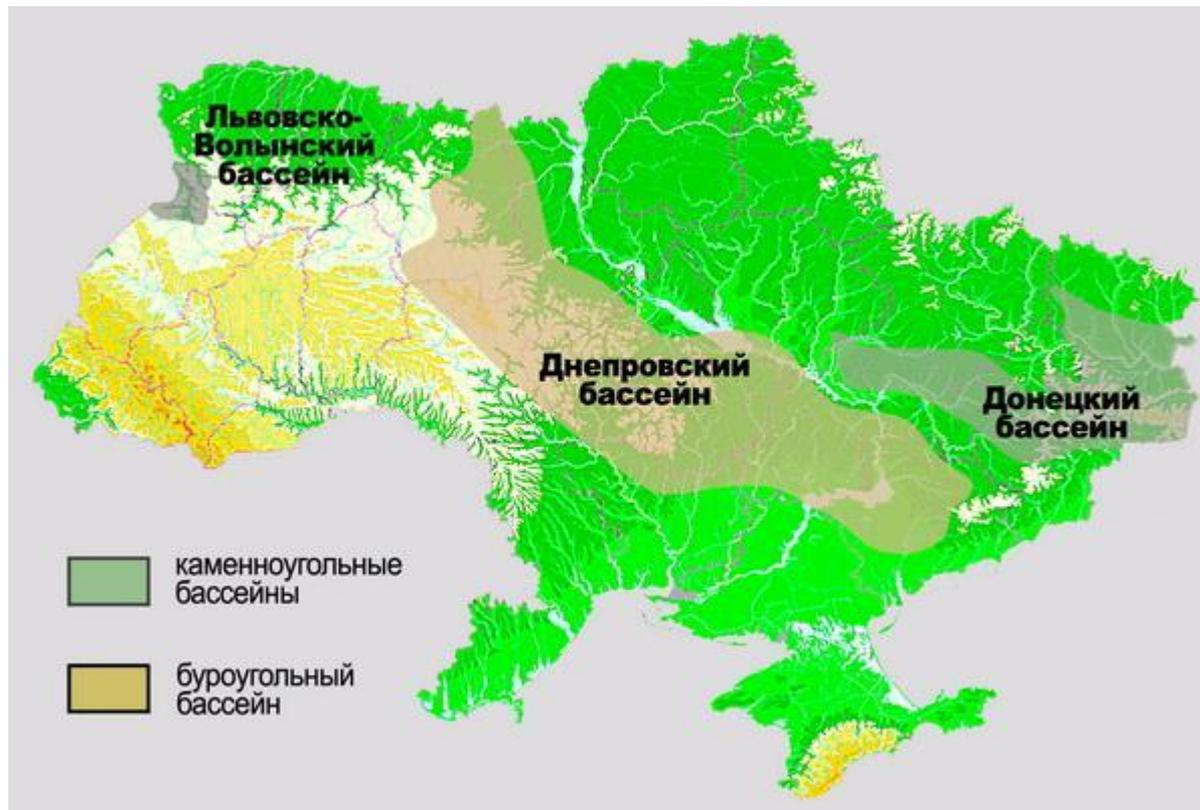 Львовско-
Волынский
бассейн
Днепровский
бассейн
Донецкий
бассейн
каменноугольные
бассейны
буроугольный
бассейн